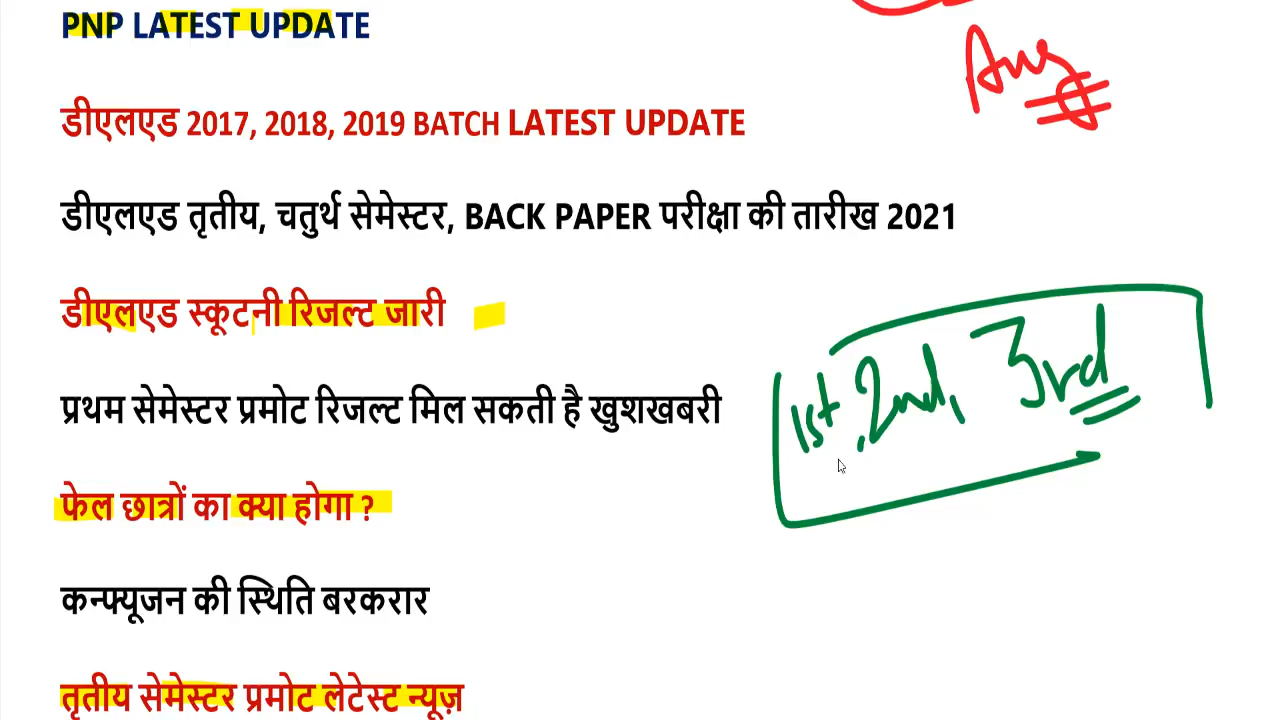 PNP LATEST UPDATE
Aug
डीएलएड 2017, 2018, 2019 BATCH LATEST UPDATE
डीएलएड तृतीय, चतुर्थ सेमेस्टर, BACK PAPER परीक्षा की तारीख 2021
डीएलएड स्कूटनी रिजल्ट जारी
प्रथम सेमेस्टर प्रमोट रिजल्ट मिल सकती है खुशखबरी
1st, 2nd, 3rd
फेल छात्रों का क्या होगा ?
कन्फ्यूजन की स्थिति बरकरार
तृतीय सेमेस्टर प्रमोट लेटेस्ट न्यूज़